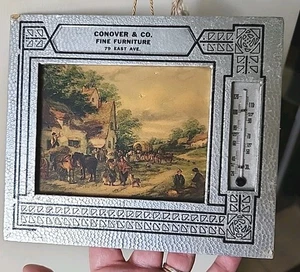 CONOVER & CO.
FINE FURNITURE
79 EAST AVE.